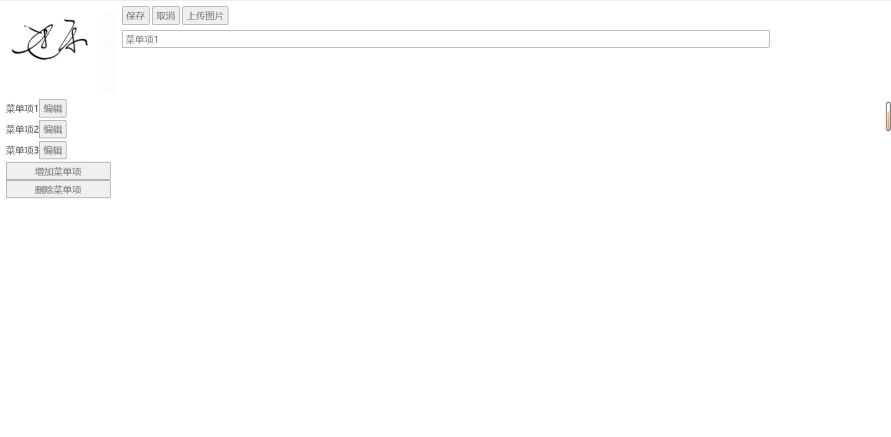 保存 取消 上传图片
菜单项1
菜单项1 编辑
菜单项2 编辑
菜单项3 编辑
增加菜单项
删除菜单项